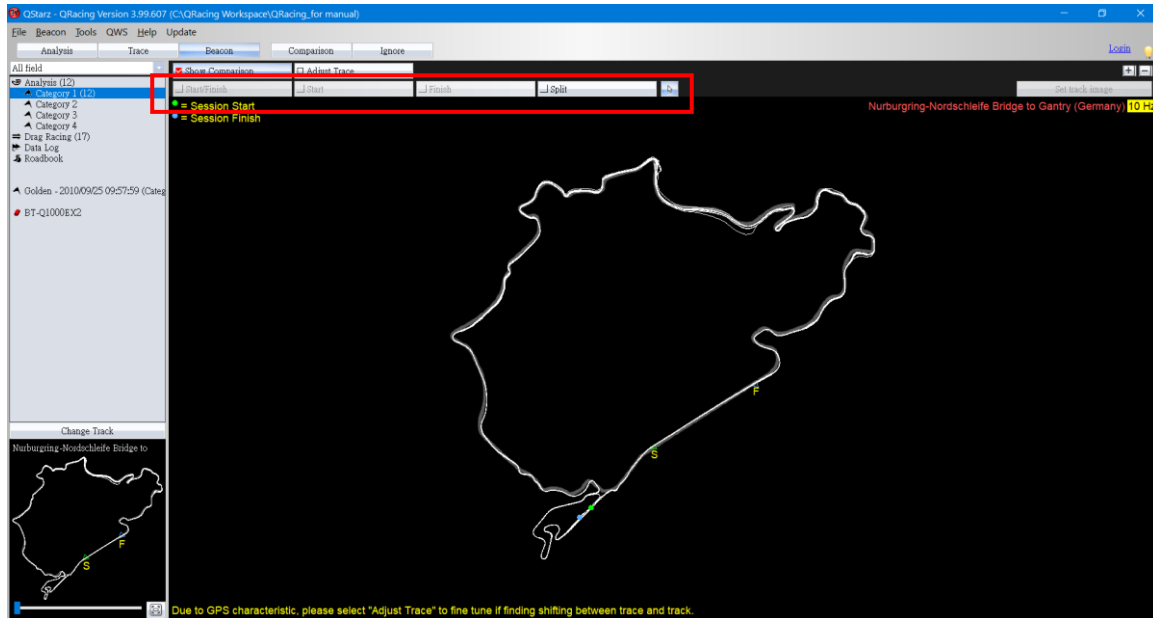 QStarz - QRacing Version 3.99.607 (C:\QRacing Workspace\QRacing_for manual)
File Beacon Tools QWS Help Update
Analysis Trace Beacon Comparison Ignore Login
All field
Analysis (12)
Category 1 (12)
Category 2
Category 3
Category 4
Drag Racing (17)
Data Log
Roadbook
Golden - 2010/09/25 09:57:59 (Categ
BT-Q1000EX2
Change Track
Nurburgring-Nordschleife Bridge to
F
S
Show Comparison Adjust Trace
Start/Finish Start Finish Split Set track image
= Session Start
= Session Finish
Nurburgring-Nordschleife Bridge to Gantry (Germany) 10 Hz
F
S
Due to GPS characteristic, please select "Adjust Trace" to fine tune if finding shifting between trace and track.